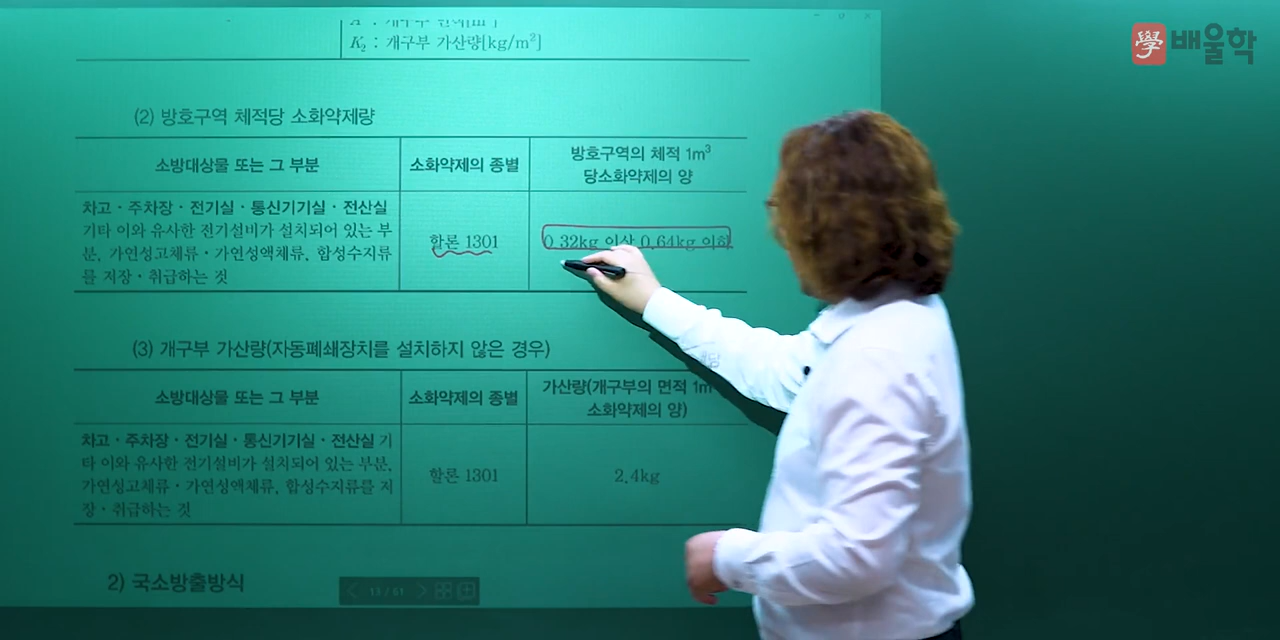 學 배울학
K₂ : 개구부 가산량[kg/m²]
(2) 방호구역 체적당 소화약제량
소방대상물 또는 그 부분
소화약제의 종별
방호구역의 체적 1m³
당소화약제의 양
차고 · 주차장 · 전기실 · 통신기기실 · 전산실
기타 이와 유사한 전기설비가 설치되어 있는 부
분, 가연성고체류 · 가연성액체류, 합성수지류
를 저장 · 취급하는 것
할론 1301
0.32kg 이상 0.64kg 이하
(3) 개구부 가산량(자동폐쇄장치를 설치하지 않은 경우)
소방대상물 또는 그 부분
소화약제의 종별
가산량(개구부의 면적 1m
소화약제의 양)
차고 · 주차장 · 전기실 · 통신기기실 · 전산실 기
타 이와 유사한 전기설비가 설치되어 있는 부분,
가연성고체류 · 가연성액체류, 합성수지류를 저
장 · 취급하는 것
할론 1301
2.4kg
2) 국소방출방식
13 / 61